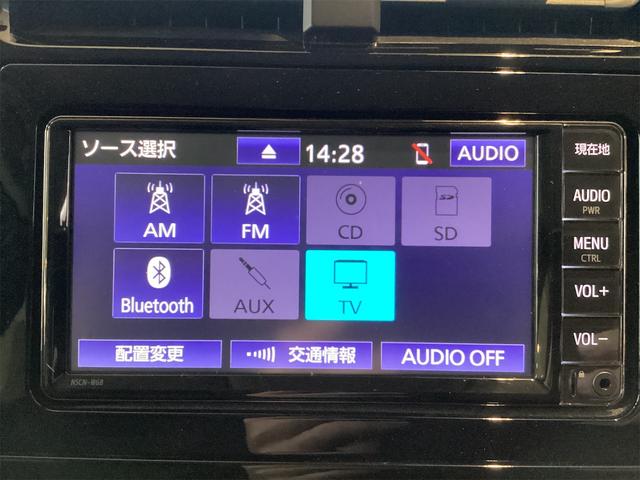 ソース選択 14:28 AUDIO
AM FM CD SD
Bluetooth AUX TV
配置変更 交通情報 AUDIO OFF
現在地
AUDIO
PWR
MENU
CTRL
VOL+
VOL-
NSCN-W68